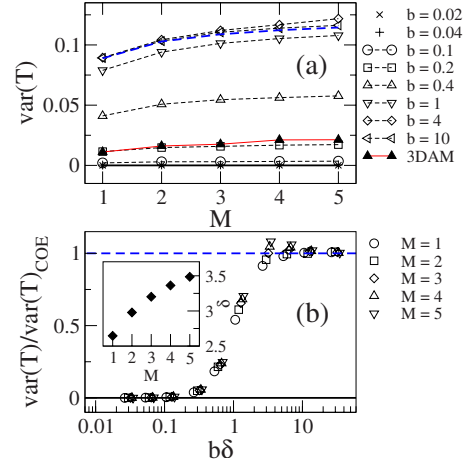 0.1
0.05
0
var(T)
1
2
3
4
5
M
(a)
b = 0.02
b = 0.04
b = 0.1
b = 0.2
b = 0.4
b = 1
b = 4
b = 10
3DAM
1
0.5
0
var(T)/var(T)COE
0.01
0.1
1
10
bδ
(b)
M = 1
M = 2
M = 3
M = 4
M = 5
3.5
3
2.5
δ
1 2 3 4 5
M